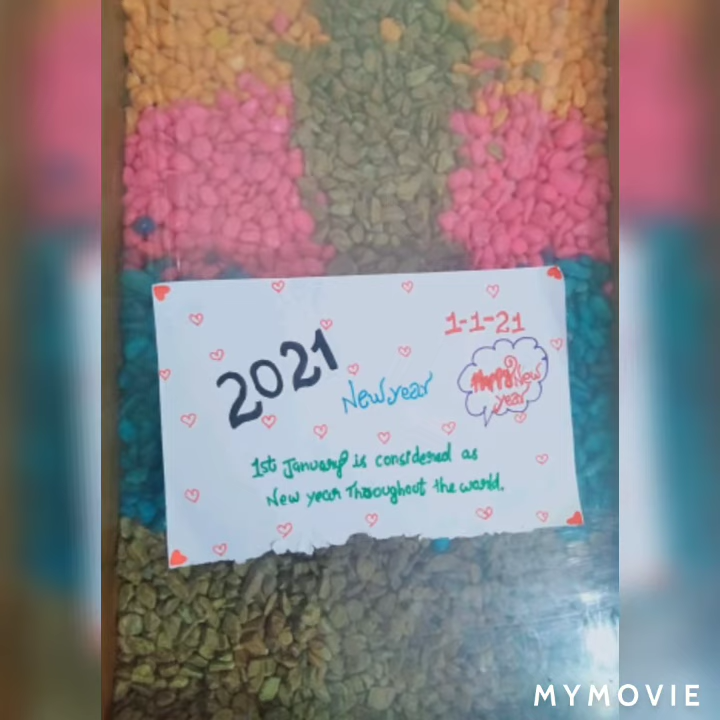 1-1-21
2021
New year
Happy New
year
1st January is considered as
New year Throughout the world.
MYMOVIE